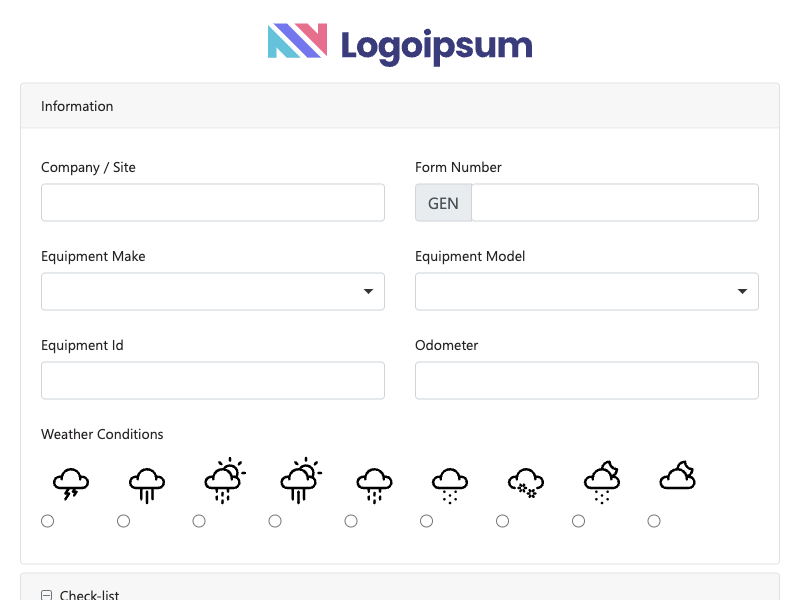 Logoipsum
Information
Company / Site
Form Number
GEN
Equipment Make
Equipment Model
Equipment Id
Odometer
Weather Conditions
Check-list